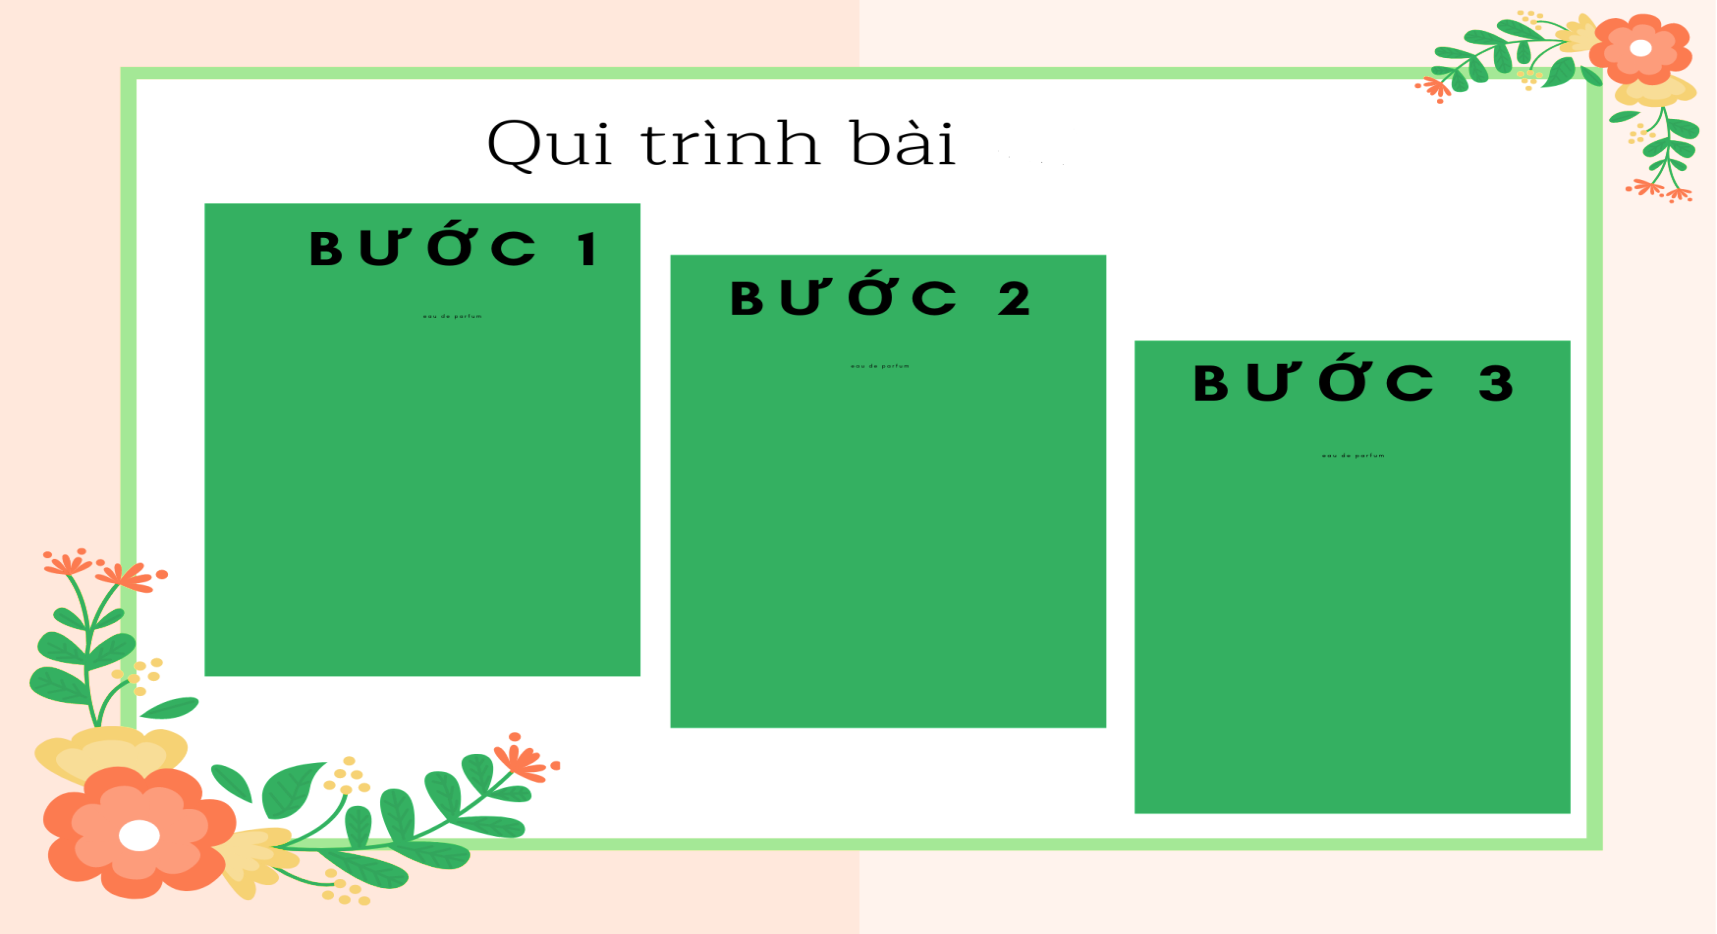 Qui trình bài
BƯỚC 1
eau de parfum
BƯỚC 2
eau de parfum
BƯỚC 3
eau de parfum